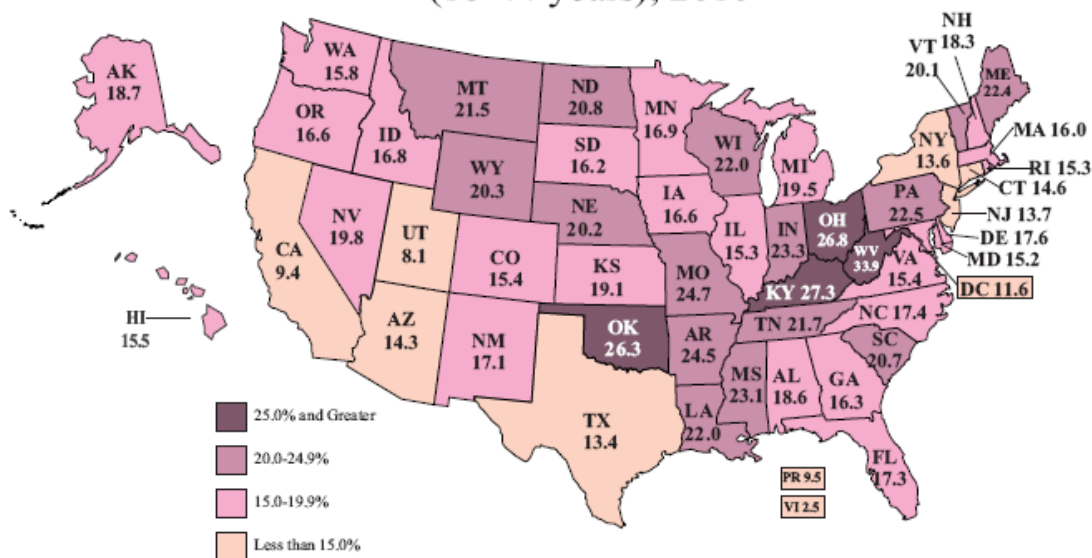 (18-44 years), 2010
AK
18.7
HI
15.5
WA
15.8
OR
16.6
ID
16.8
MT
21.5
WY
20.3
NV
19.8
CA
9.4
UT
8.1
AZ
14.3
CO
15.4
NM
17.1
ND
20.8
SD
16.2
NE
20.2
KS
19.1
OK
26.3
TX
13.4
MN
16.9
IA
16.6
MO
24.7
AR
24.5
LA
22.0
WI
22.0
IL
15.3
MI
19.5
IN
23.3
OH
26.8
KY 27.3
TN 21.7
MS
23.1
AL
18.6
GA
16.3
FL
17.3
SC
20.7
NC 17.4
VA
15.4
WV
33.9
PA
22.5
NY
13.6
VT
20.1
NH
18.3
ME
22.4
MA 16.0
RI 15.3
CT 14.6
NJ 13.7
DE 17.6
MD 15.2
DC 11.6
PR 9.5
VI 2.5
25.0% and Greater
20.0-24.9%
15.0-19.9%
Less than 15.0%